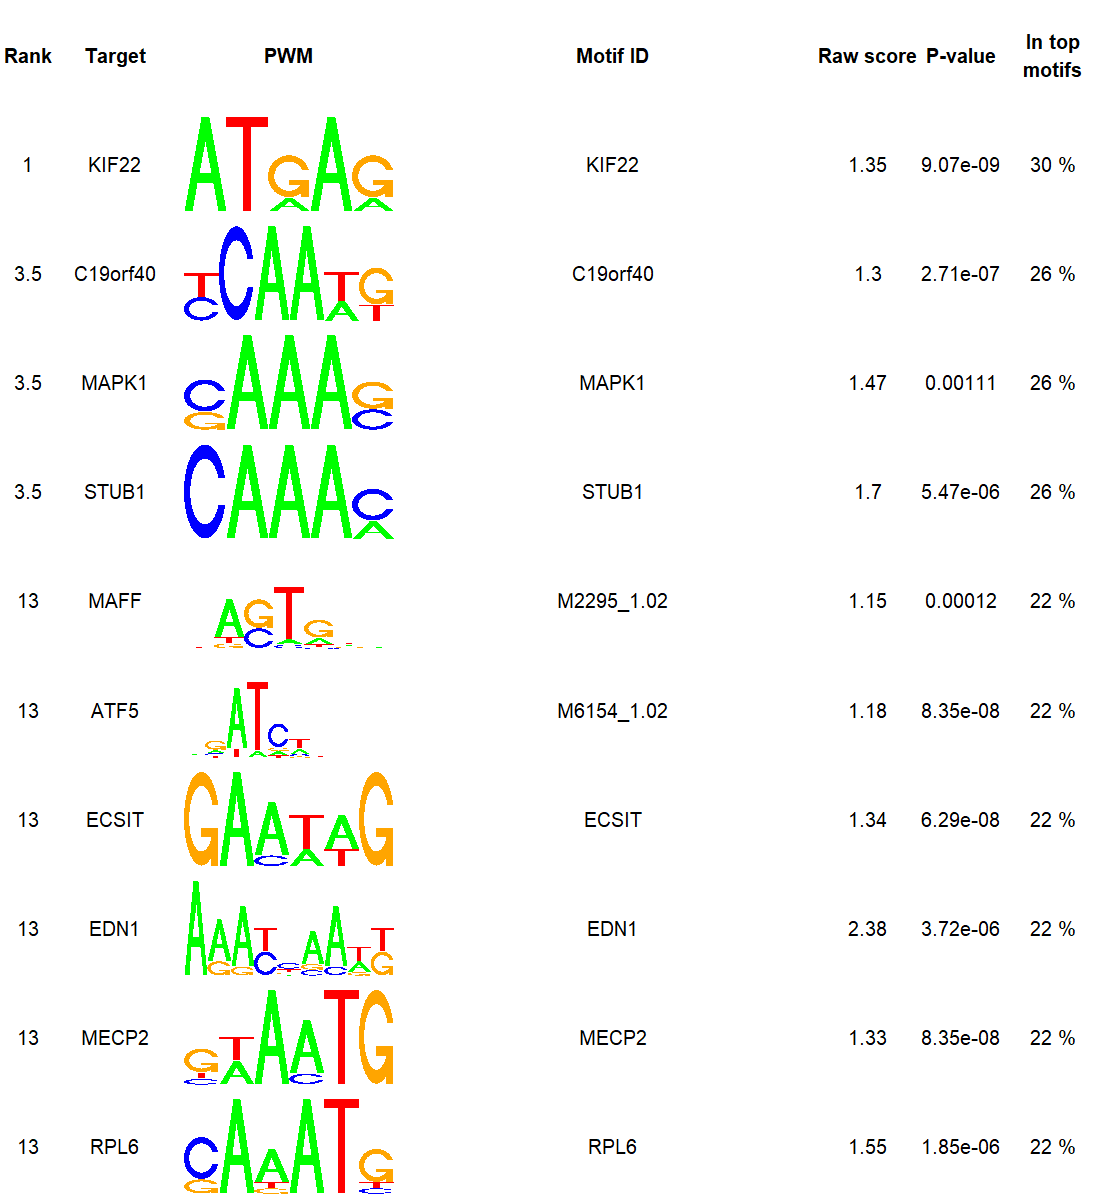 Rank Target PWM Motif ID Raw score P-value In top motifs
1 KIF22 KIF22 1.35 9.07e-09 30 %
3.5 C19orf40 C19orf40 1.3 2.71e-07 26 %
3.5 MAPK1 MAPK1 1.47 0.00111 26 %
3.5 STUB1 STUB1 1.7 5.47e-06 26 %
13 MAFF M2295_1.02 1.15 0.00012 22 %
13 ATF5 M6154_1.02 1.18 8.35e-08 22 %
13 ECSIT ECSIT 1.34 6.29e-08 22 %
13 EDN1 EDN1 2.38 3.72e-06 22 %
13 MECP2 MECP2 1.33 8.35e-08 22 %
13 RPL6 RPL6 1.55 1.85e-06 22 %